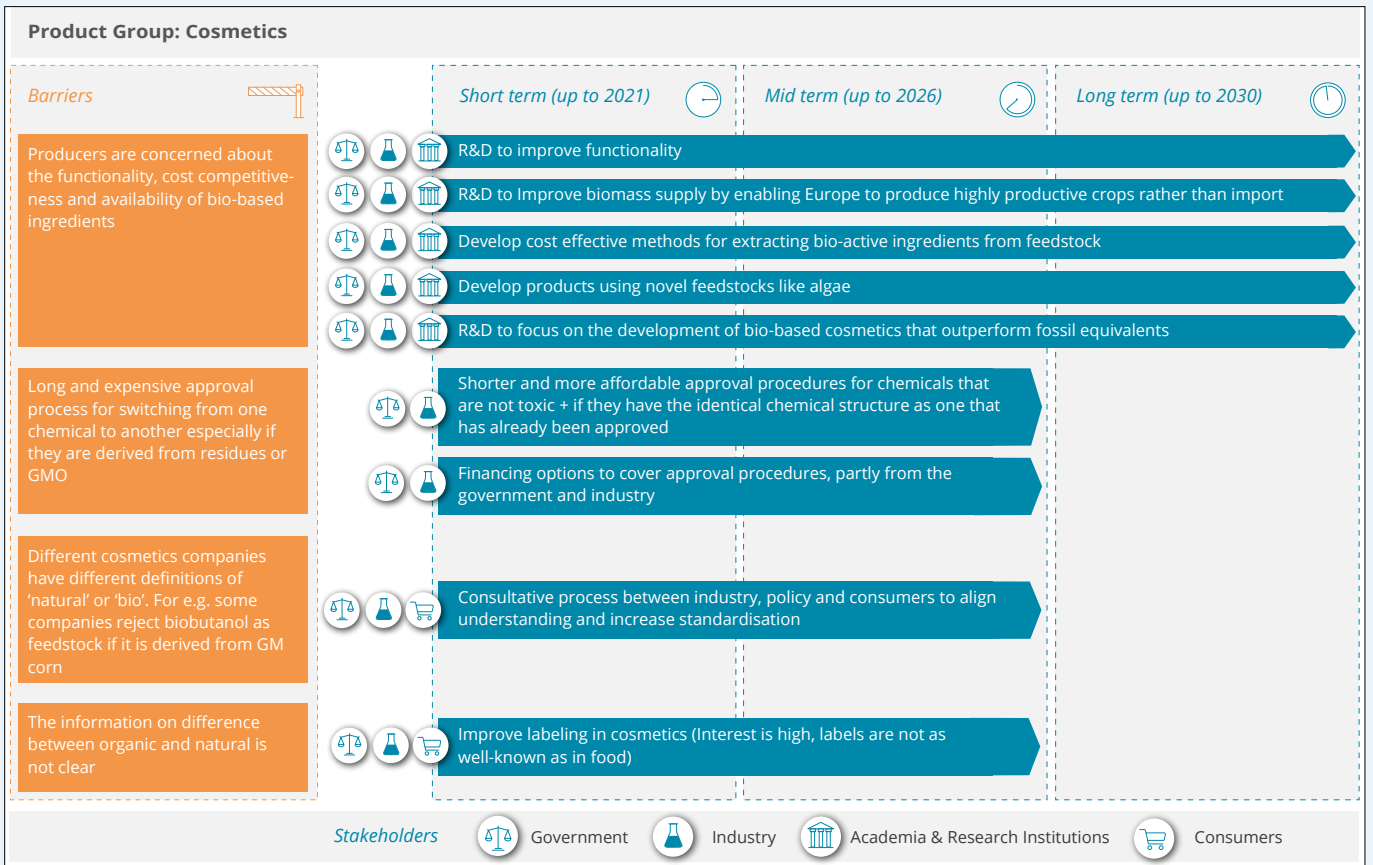 Product Group: Cosmetics
Barriers
Short term (up to 2021)
Mid term (up to 2026)
Long term (up to 2030)
Producers are concerned about
the functionality, cost competitive-
ness and availability of bio-based
ingredients
R&D to improve functionality
R&D to Improve biomass supply by enabling Europe to produce highly productive crops rather than import
Develop cost effective methods for extracting bio-active ingredients from feedstock
Develop products using novel feedstocks like algae
R&D to focus on the development of bio-based cosmetics that outperform fossil equivalents
Long and expensive approval
process for switching from one
chemical to another especially if
they are derived from residues or
GMO
Shorter and more affordable approval procedures for chemicals that
are not toxic + if they have the identical chemical structure as one that
has already been approved
Financing options to cover approval procedures, partly from the
government and industry
Different cosmetics companies
have different definitions of
‘natural’ or ‘bio’. For e.g. some
companies reject biobutanol as
feedstock if it is derived from GM
corn
Consultative process between industry, policy and consumers to align
understanding and increase standardisation
The information on difference
between organic and natural is
not clear
Improve labeling in cosmetics (Interest is high, labels are not as
well-known as in food)
Stakeholders
Government
Industry
Academia & Research Institutions
Consumers